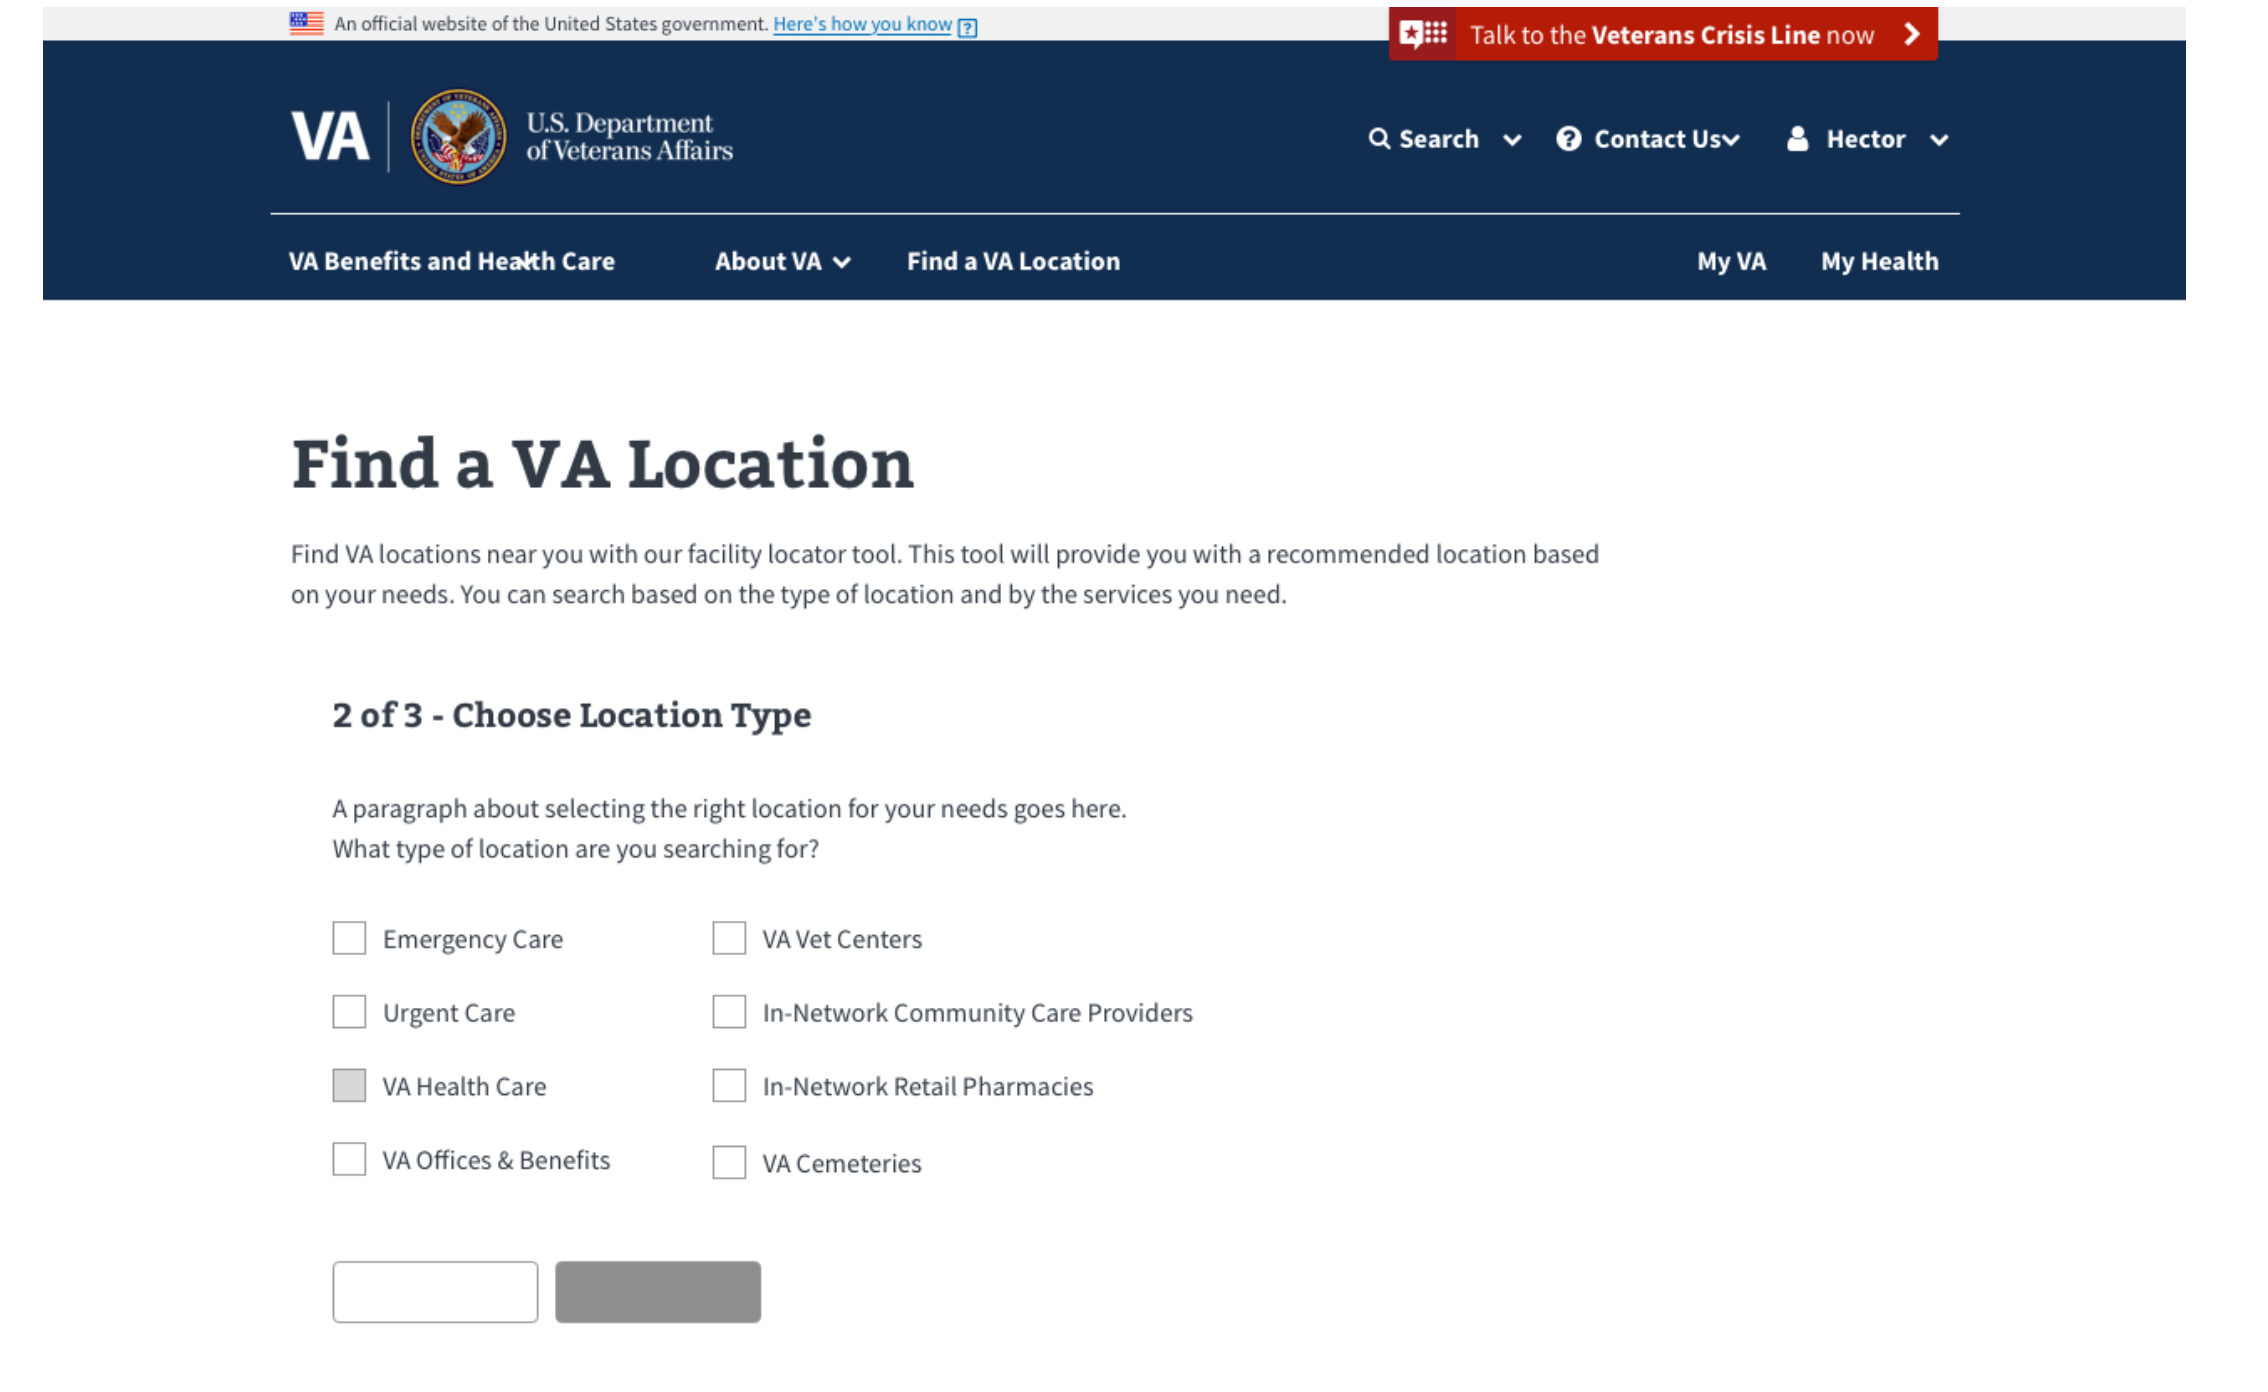 An official website of the United States government. Here's how you know
Talk to the Veterans Crisis Line now
VA
U.S. Department
of Veterans Affairs
Search
Contact Us
Hector
VA Benefits and Health Care
About VA
Find a VA Location
My VA
My Health
Find a VA Location
Find VA locations near you with our facility locator tool. This tool will provide you with a recommended location based
on your needs. You can search based on the type of location and by the services you need.
2 of 3 - Choose Location Type
A paragraph about selecting the right location for your needs goes here.
What type of location are you searching for?
Emergency Care
VA Vet Centers
Urgent Care
In-Network Community Care Providers
VA Health Care
In-Network Retail Pharmacies
VA Offices & Benefits
VA Cemeteries